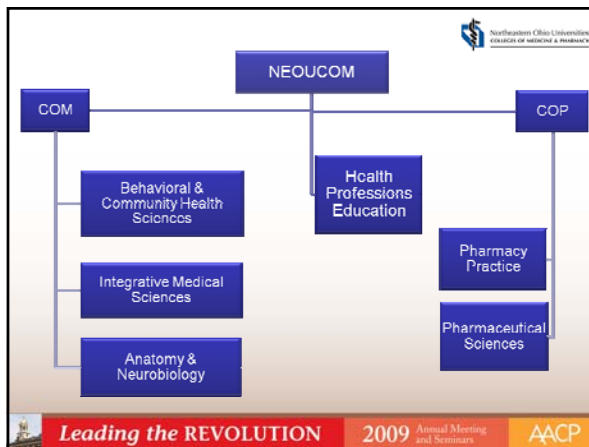 Northeastern Ohio Universities
COLLEGES OF MEDICINE & PHARMACY
NEOUCOM
COM
COP
Behavioral &
Community Health
Sciences
Health
Professions
Education
Integrative Medical
Sciences
Pharmacy
Practice
Anatomy &
Neurobiology
Pharmaceutical
Sciences
Leading the REVOLUTION
2009 Annual Meeting
and Seminars
AACP